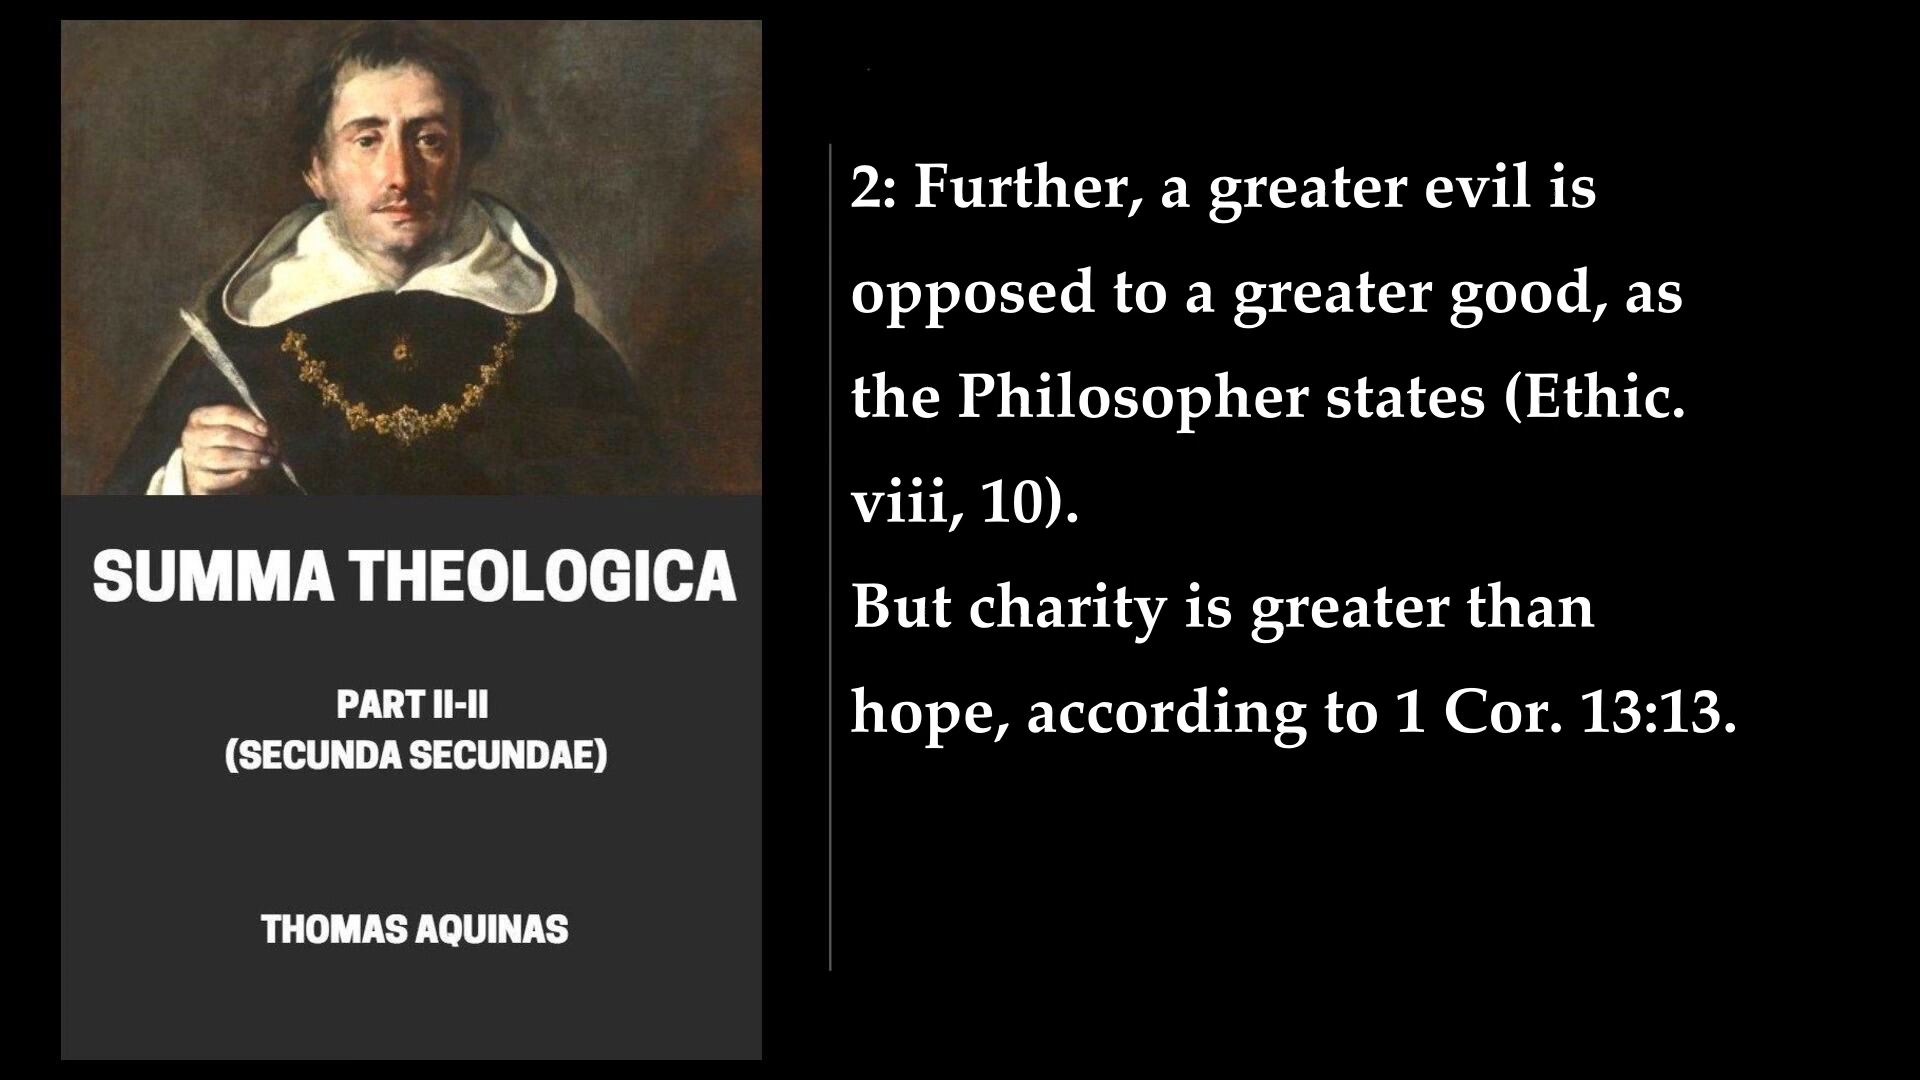 SUMMA THEOLOGICA
PART II-II
(SECUNDA SECUNDAE)
THOMAS AQUINAS
2: Further, a greater evil is
opposed to a greater good, as
the Philosopher states (Ethic.
viii, 10).
But charity is greater than
hope, according to 1 Cor. 13:13.